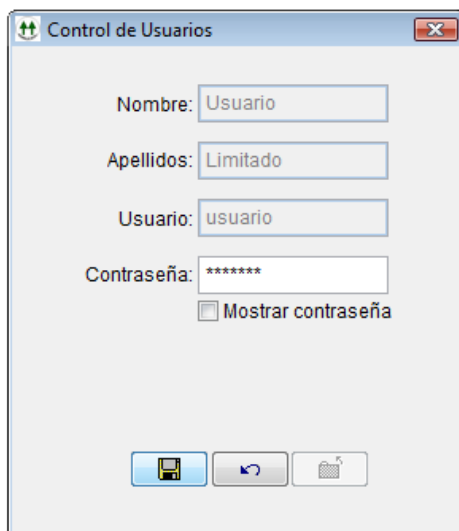 Control de Usuarios
Nombre: Usuario
Apellidos: Limitado
Usuario: usuario
Contraseña: *******
Mostrar contraseña